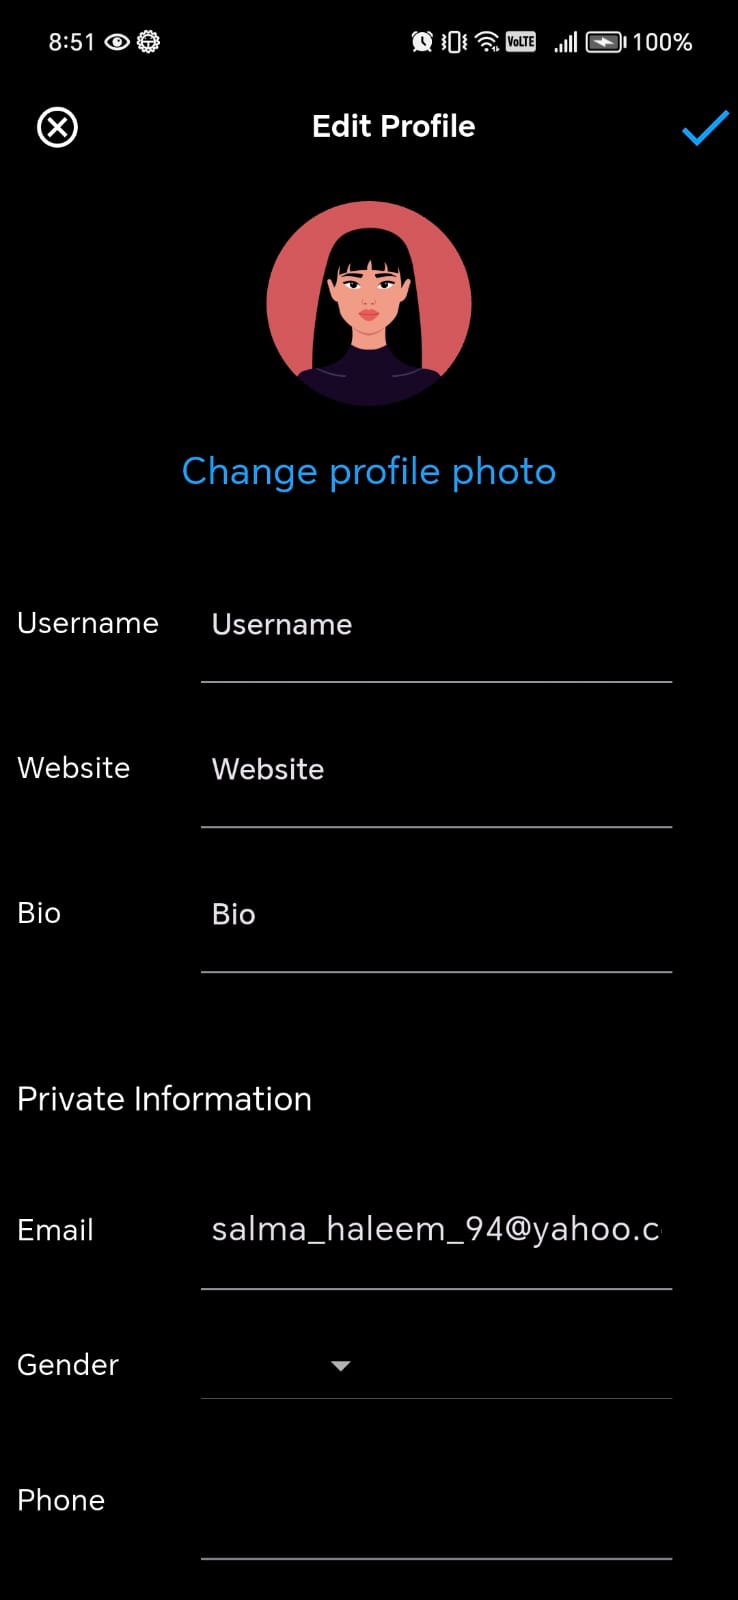 8:51 VoLTE 100%
Edit Profile
Change profile photo
Username Username
Website Website
Bio Bio
Private Information
Email salma_haleem_94@yahoo.c
Gender
Phone